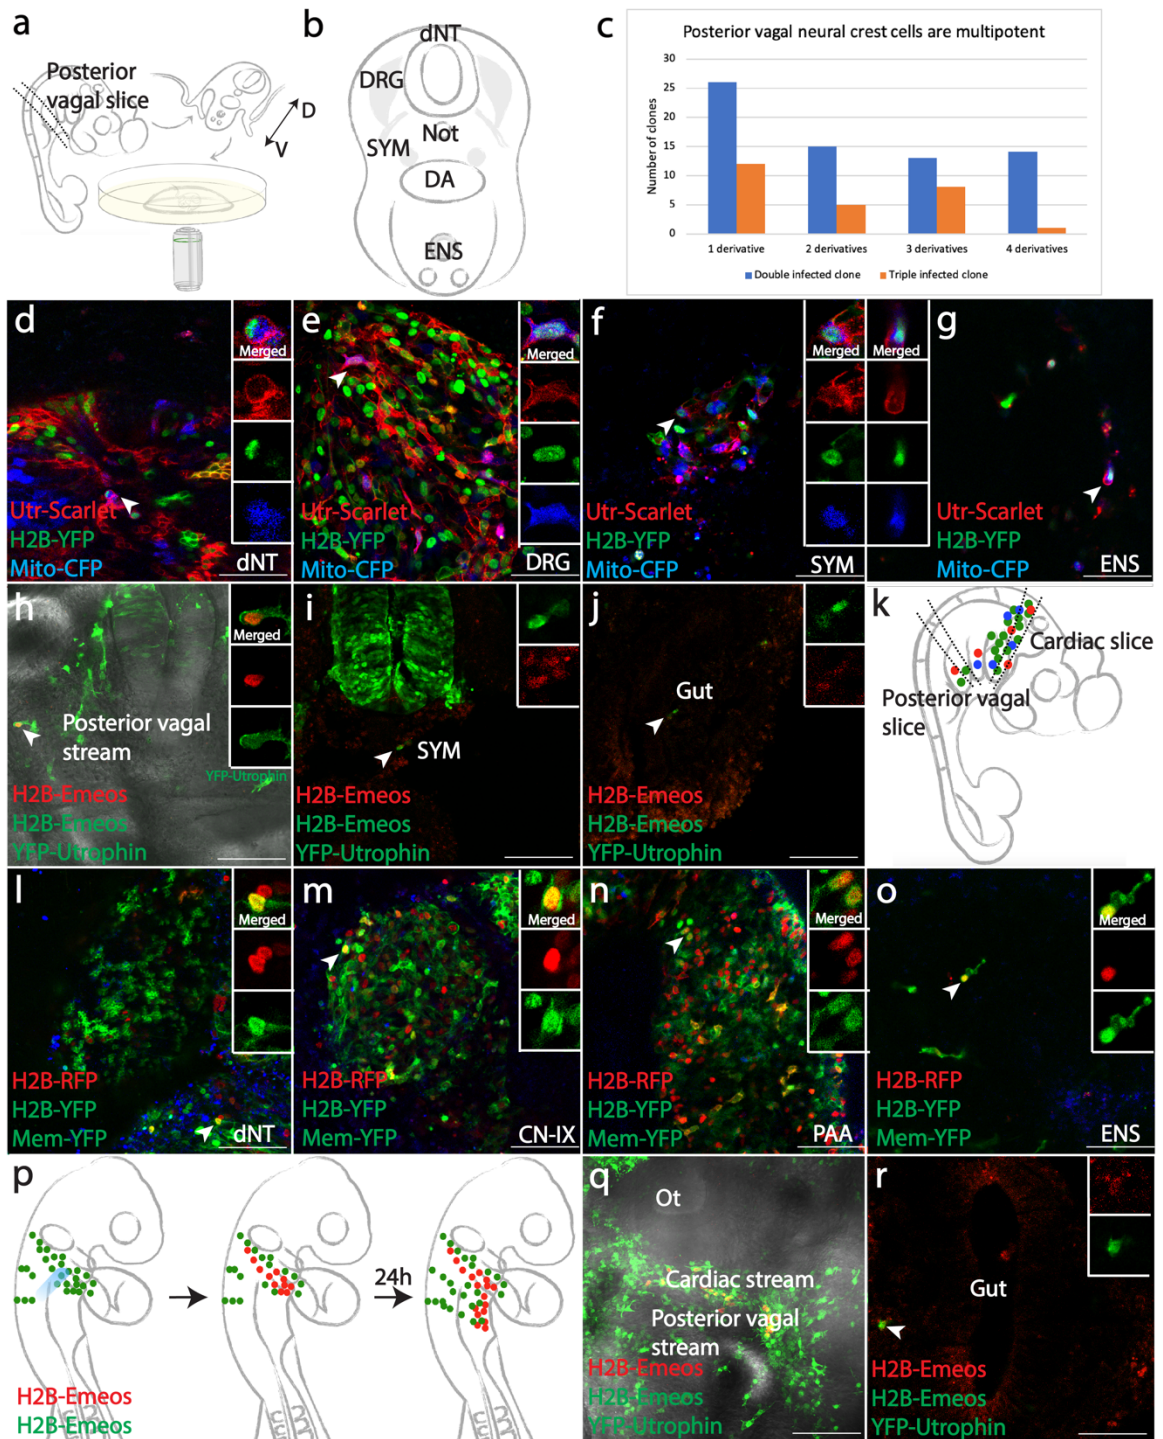 a
Posterior
vagal slice
D
V
b
dNT
DRG
Not
SYM
DA
ENS
c
Posterior vagal neural crest cells are multipotent
Number of clones
30
25
20
15
10
5
0
1 derivative
2 derivatives
3 derivatives
4 derivatives
Double infected clone
Triple infected clone
d
Merged
Utr-Scarlet
H2B-YFP
Mito-CFP
dNT
e
Merged
Utr-Scarlet
H2B-YFP
Mito-CFP
DRG
f
Merged
Merged
Utr-Scarlet
H2B-YFP
Mito-CFP
SYM
g
Utr-Scarlet
H2B-YFP
Mito-CFP
ENS
h
Merged
Posterior vagal
stream
YFP-Utrophin
H2B-Emeos
H2B-Emeos
YFP-Utrophin
i
SYM
H2B-Emeos
H2B-Emeos
YFP-Utrophin
j
Gut
H2B-Emeos
H2B-Emeos
YFP-Utrophin
k
Cardiac slice
Posterior vagal
slice
l
Merged
H2B-RFP
H2B-YFP
Mem-YFP
dNT
m
Merged
H2B-RFP
H2B-YFP
Mem-YFP
CN-IX
n
Merged
H2B-RFP
H2B-YFP
Mem-YFP
PAA
o
Merged
H2B-RFP
H2B-YFP
Mem-YFP
ENS
p
24h
H2B-Emeos
H2B-Emeos
q
Ot
Cardiac stream
Posterior vagal
stream
H2B-Emeos
H2B-Emeos
YFP-Utrophin
r
Gut
H2B-Emeos
H2B-Emeos
YFP-Utrophin